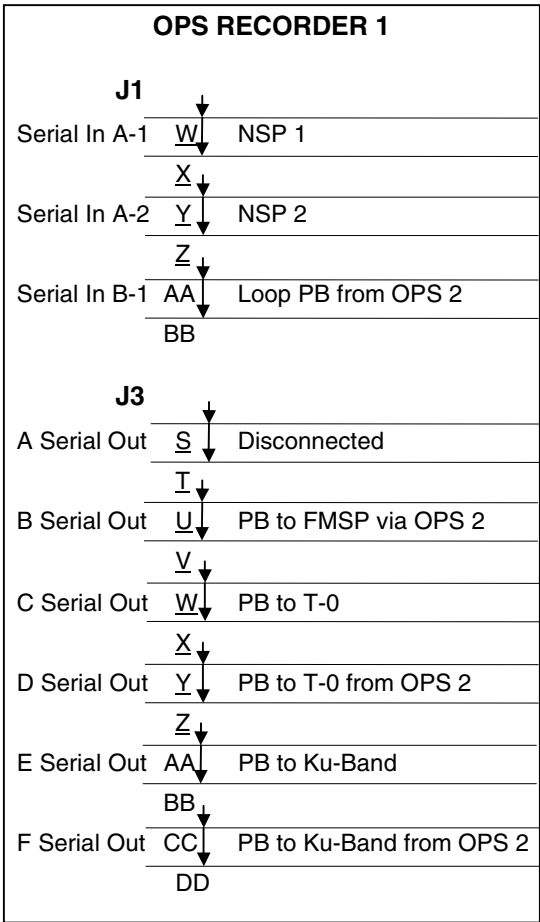 OPS RECORDER 1
J1
Serial In A-1 W NSP 1
X
Serial In A-2 Y NSP 2
Z
Serial In B-1 AA Loop PB from OPS 2
BB
J3
A Serial Out S Disconnected
T
B Serial Out U PB to FMSP via OPS 2
V
C Serial Out W PB to T-0
X
D Serial Out Y PB to T-0 from OPS 2
Z
E Serial Out AA PB to Ku-Band
BB
F Serial Out CC PB to Ku-Band from OPS 2
DD